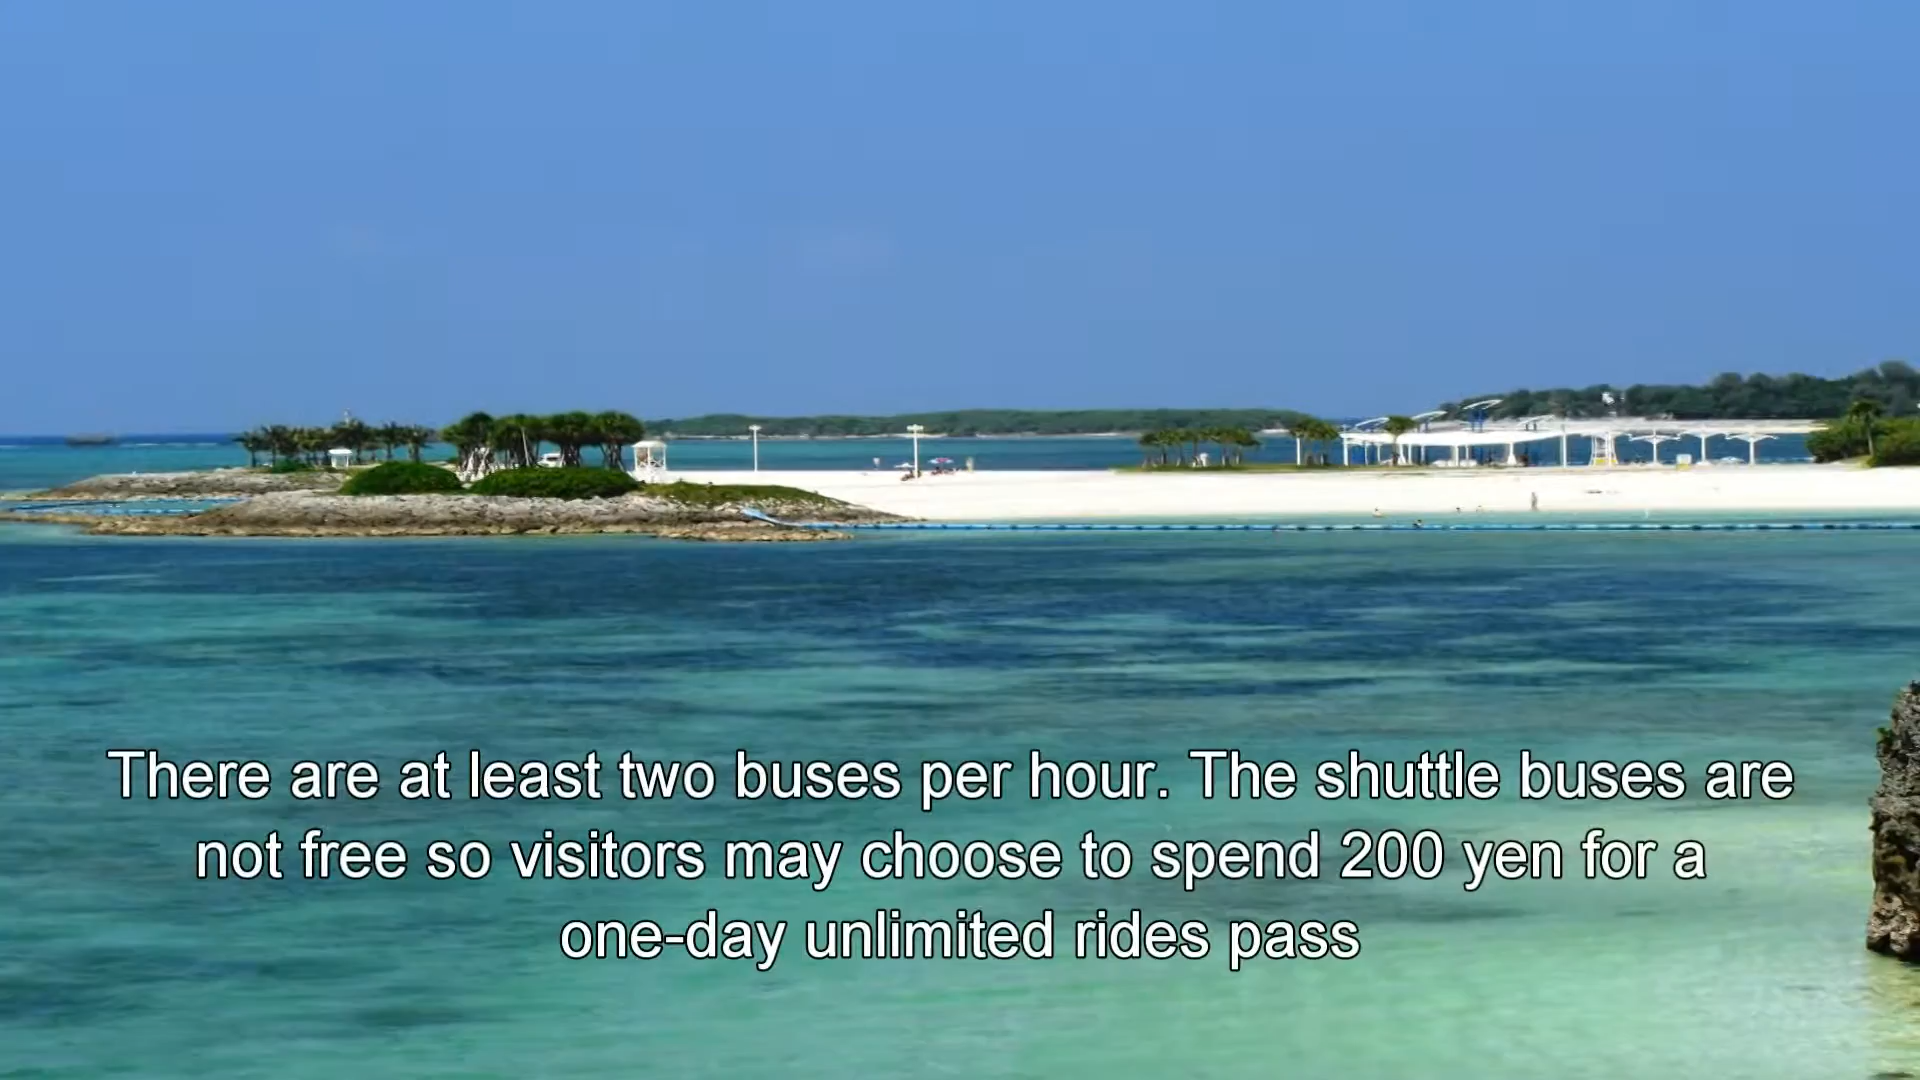 There are at least two buses per hour. The shuttle buses are
not free so visitors may choose to spend 200 yen for a
one-day unlimited rides pass